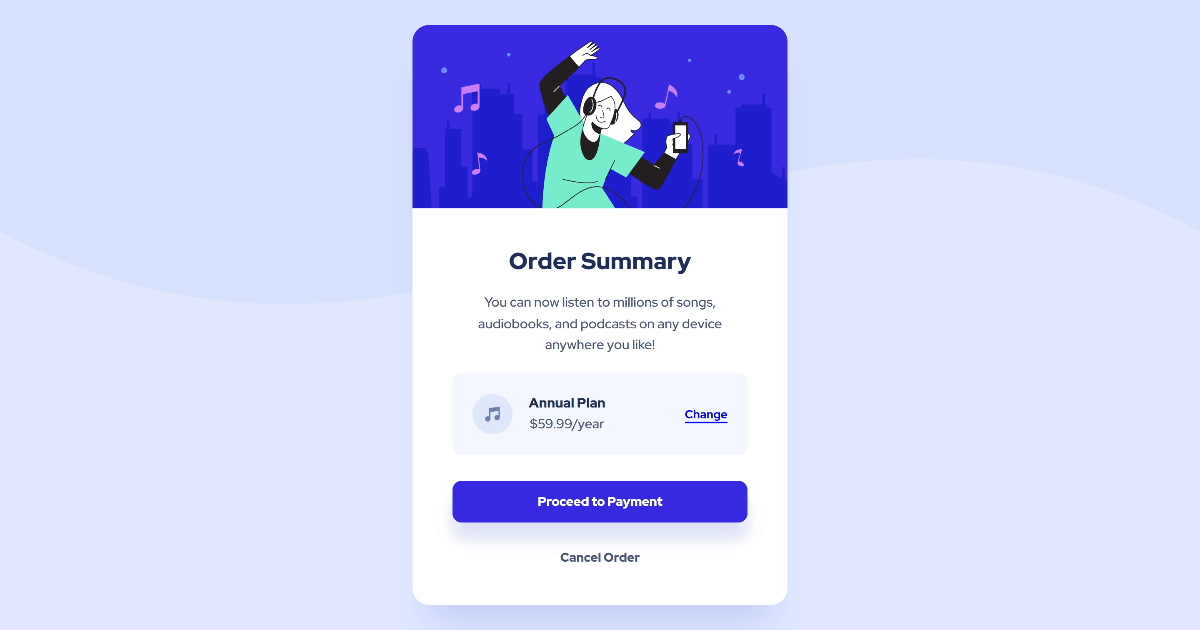 Order Summary
You can now listen to millions of songs,
audiobooks, and podcasts on any device
anywhere you like!
Annual Plan
$59.99/year
Change
Proceed to Payment
Cancel Order